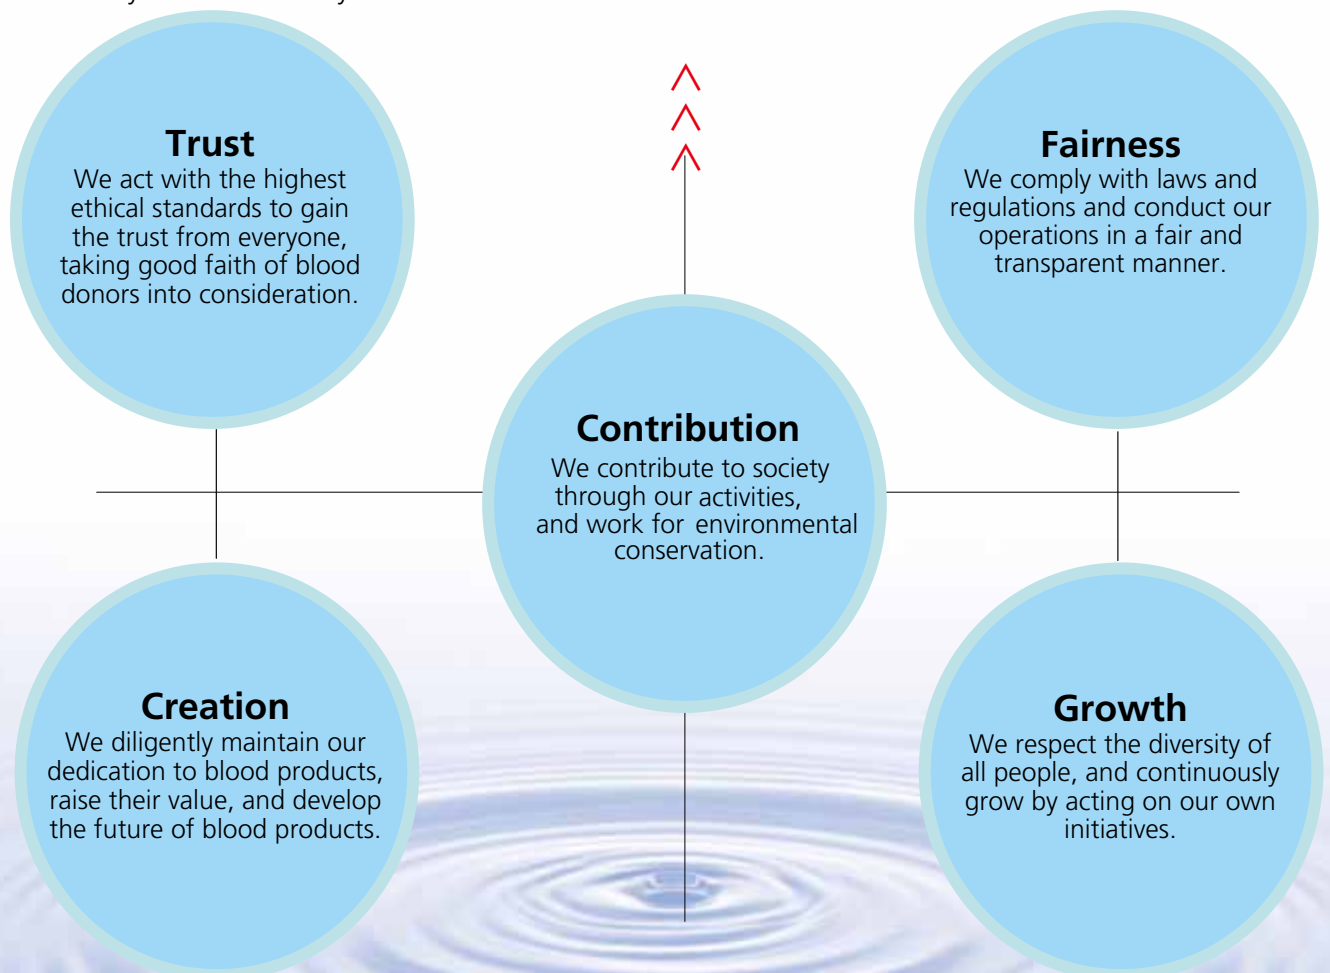 Trust
We act with the highest
ethical standards to gain
the trust from everyone,
taking good faith of blood
donors into consideration.
Fairness
We comply with laws and
regulations and conduct our
operations in a fair and
transparent manner.
Contribution
We contribute to society
through our activities,
and work for environmental
conservation.
Creation
We diligently maintain our
dedication to blood products,
raise their value, and develop
the future of blood products.
Growth
We respect the diversity of
all people, and continuously
grow by acting on our own
initiatives.